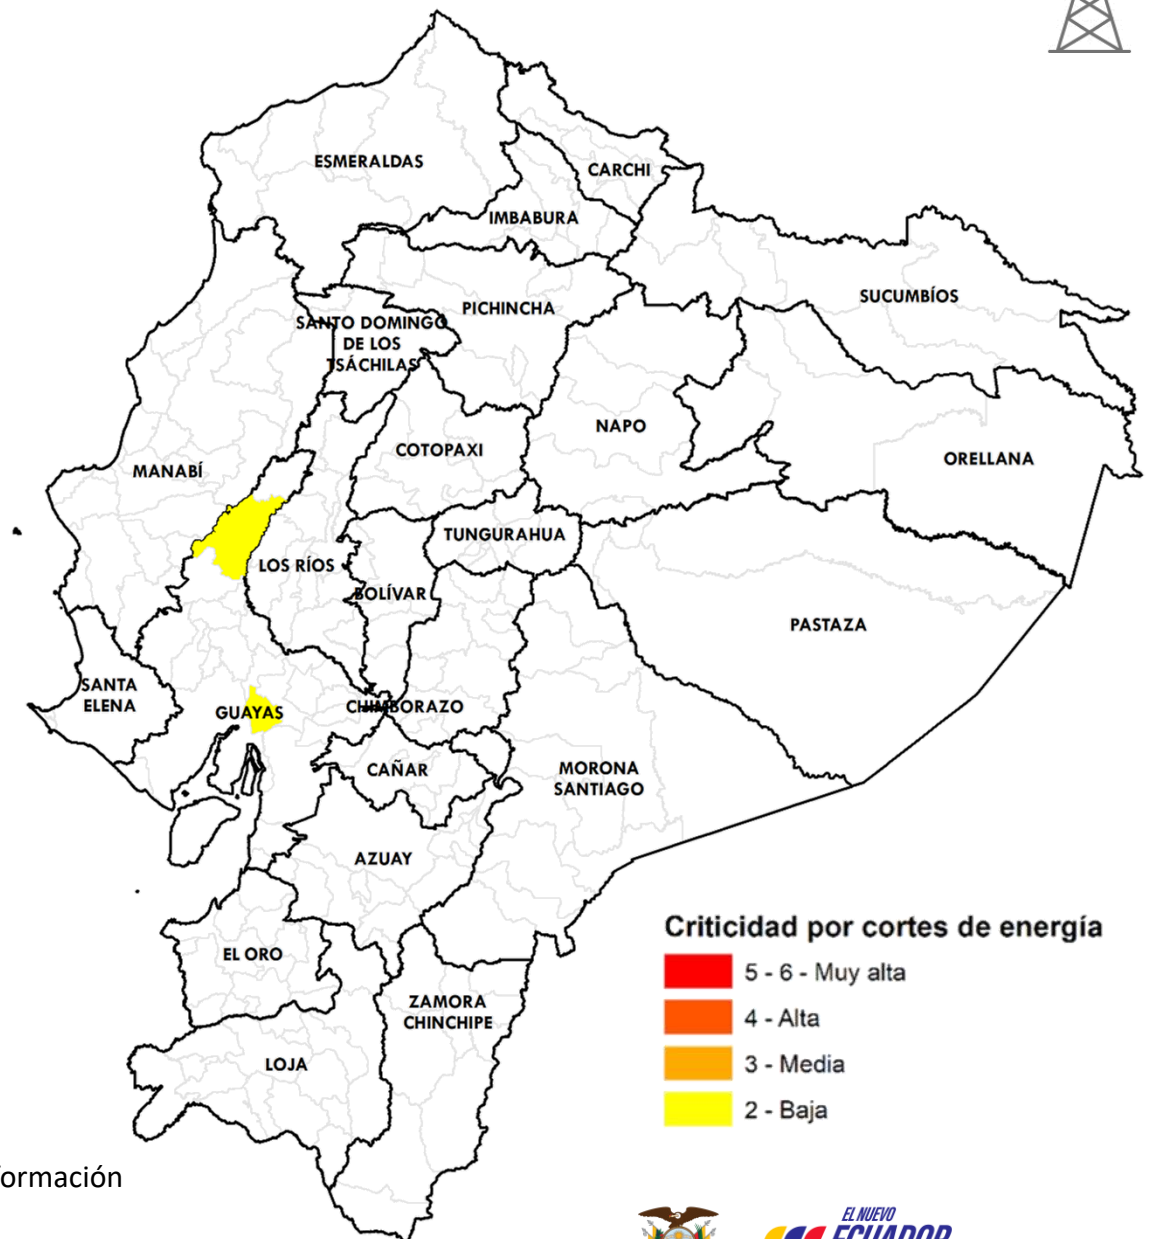 ESMERALDAS
CARCHI
IMBABURA
SUCUMBÍOS
PICHINCHA
SANTO DOMINGO
DE LOS
TSÁCHILAS
NAPO
COTOPAXI
ORELLANA
MANABÍ
TUNGURAHUA
LOS RÍOS
BOLÍVAR
PASTAZA
SANTA
ELENA
GUAYAS
CHIMBORAZO
CAÑAR
MORONA
SANTIAGO
AZUAY
EL ORO
ZAMORA
CHINCHIPE
LOJA
Criticidad por cortes de energía
5 - 6 - Muy alta
4 - Alta
3 - Media
2 - Baja
formación
EL NUEVO
ECUADOR